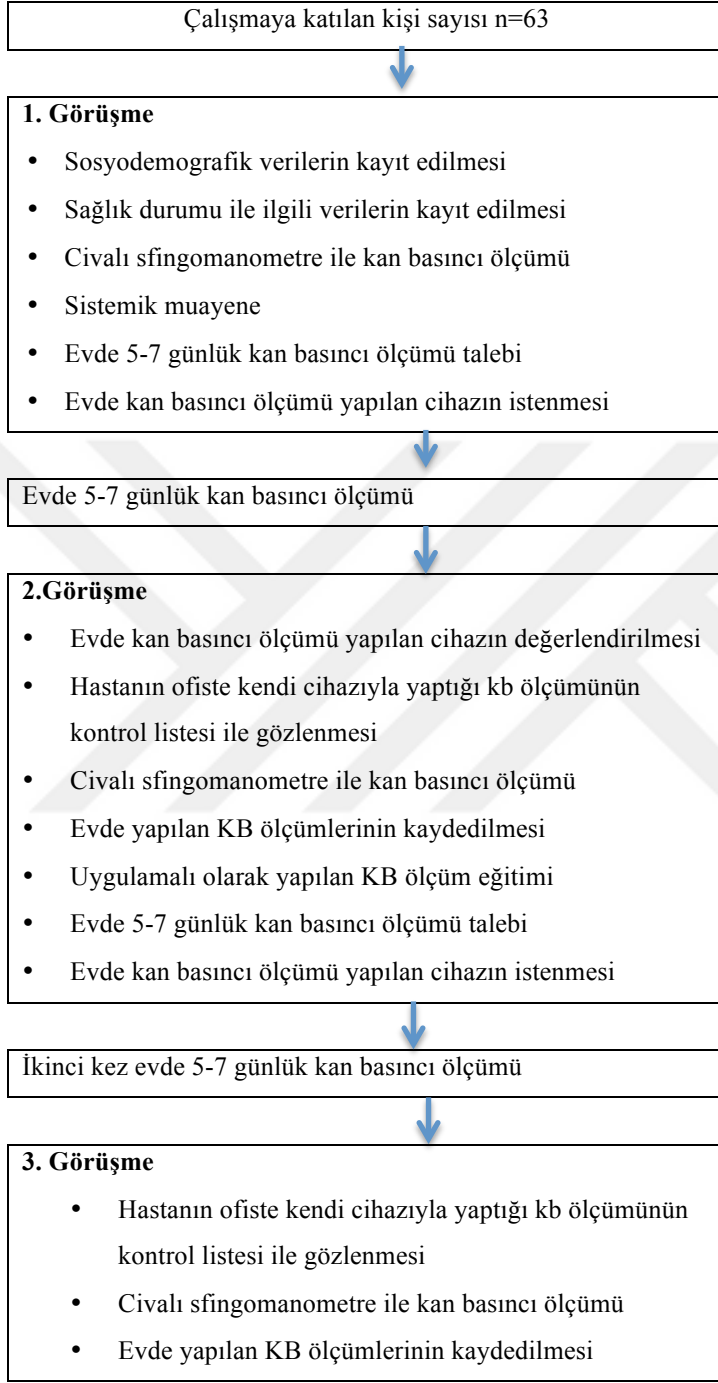 Çalışmaya katılan kişi sayısı n=63
1. Görüşme
• Sosyodemografik verilerin kayıt edilmesi
• Sağlık durumu ile ilgili verilerin kayıt edilmesi
• Civalı sfingomanometre ile kan basıncı ölçümü
• Sistemik muayene
• Evde 5-7 günlük kan basıncı ölçümü talebi
• Evde kan basıncı ölçümü yapılan cihazın istenmesi
Evde 5-7 günlük kan basıncı ölçümü
2.Görüşme
• Evde kan basıncı ölçümü yapılan cihazın değerlendirilmesi
• Hastanın ofiste kendi cihazıyla yaptığı kb ölçümünün
kontrol listesi ile gözlenmesi
• Civalı sfingomanometre ile kan basıncı ölçümü
• Evde yapılan KB ölçümlerinin kaydedilmesi
• Uygulamalı olarak yapılan KB ölçüm eğitimi
• Evde 5-7 günlük kan basıncı ölçümü talebi
• Evde kan basıncı ölçümü yapılan cihazın istenmesi
İkinci kez evde 5-7 günlük kan basıncı ölçümü
3. Görüşme
• Hastanın ofiste kendi cihazıyla yaptığı kb ölçümünün
kontrol listesi ile gözlenmesi
• Civalı sfingomanometre ile kan basıncı ölçümü
• Evde yapılan KB ölçümlerinin kaydedilmesi